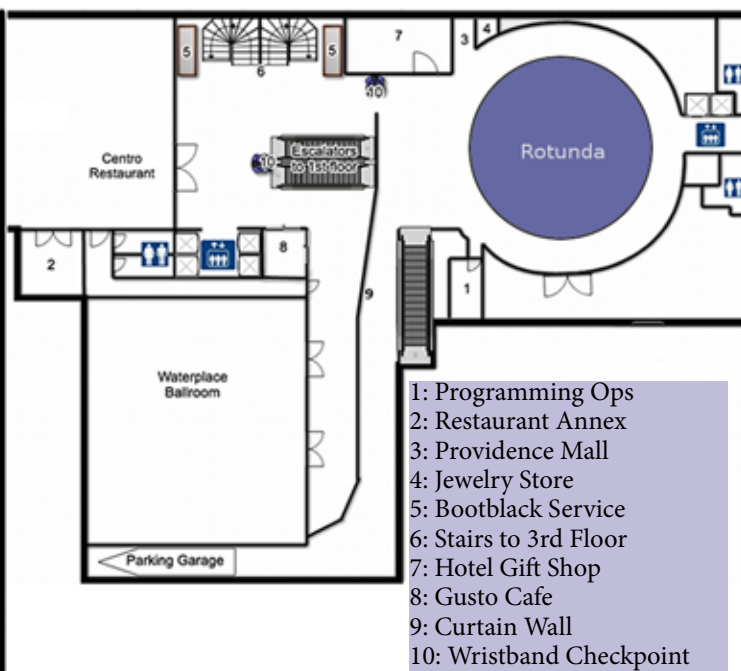 7
4
3
5
5
6
10
Escalators
to 1st floor
10
Rotunda
Centro
Restaurant
2
8
1
9
Waterplace
Ballroom
Parking Garage
1: Programming Ops
2: Restaurant Annex
3: Providence Mall
4: Jewelry Store
5: Bootblack Service
6: Stairs to 3rd Floor
7: Hotel Gift Shop
8: Gusto Cafe
9: Curtain Wall
10: Wristband Checkpoint